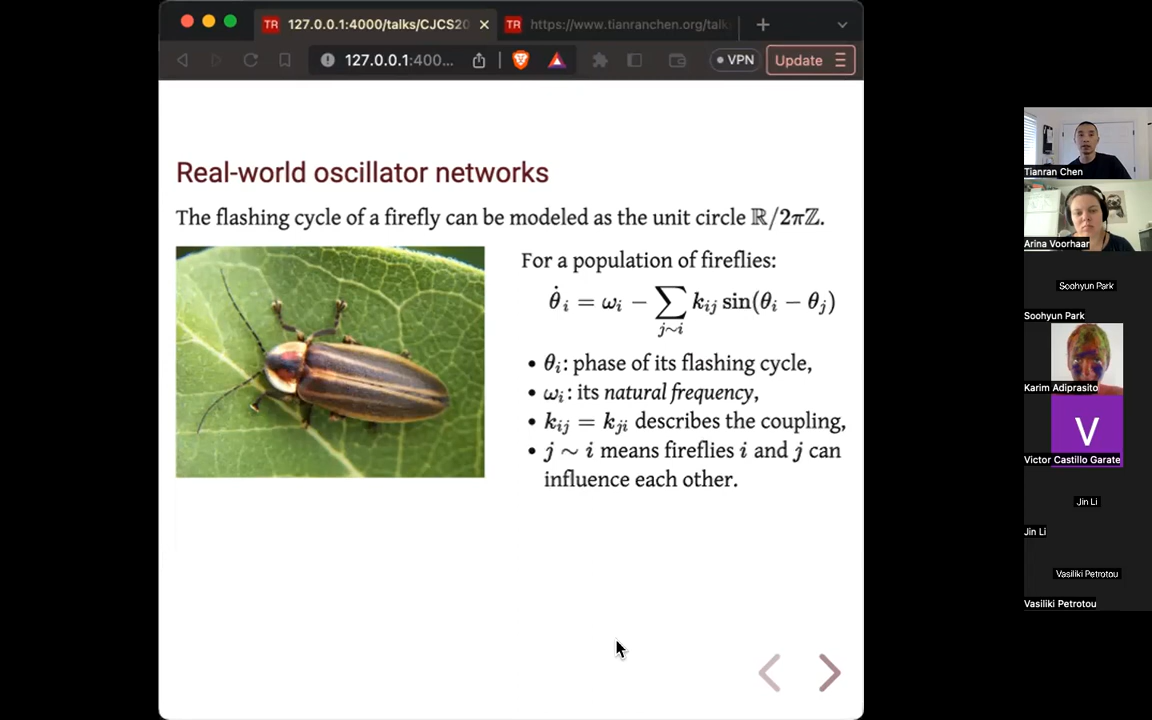 TR 127.0.0.1:4000/talks/CJCS20
TR https://www.tianranchen.org/talk
127.0.0.1:400...
VPN
Update
Real-world oscillator networks
The flashing cycle of a firefly can be modeled as the unit circle ℝ/2πℤ.
For a population of fireflies:
θ̇ᵢ = ωᵢ − ∑_{j∼i} kᵢⱼ sin(θᵢ − θⱼ)
• θᵢ: phase of its flashing cycle,
• ωᵢ: its natural frequency,
• kᵢⱼ = kⱼᵢ describes the coupling,
• j ∼ i means fireflies i and j can
influence each other.
Tianran Chen
Arina Voorhaar
Soohyun Park
Soohyun Park
Karim Adiprasito
V
Victor Castillo Garate
Jin Li
Jin Li
Vasiliki Petrotou
Vasiliki Petrotou